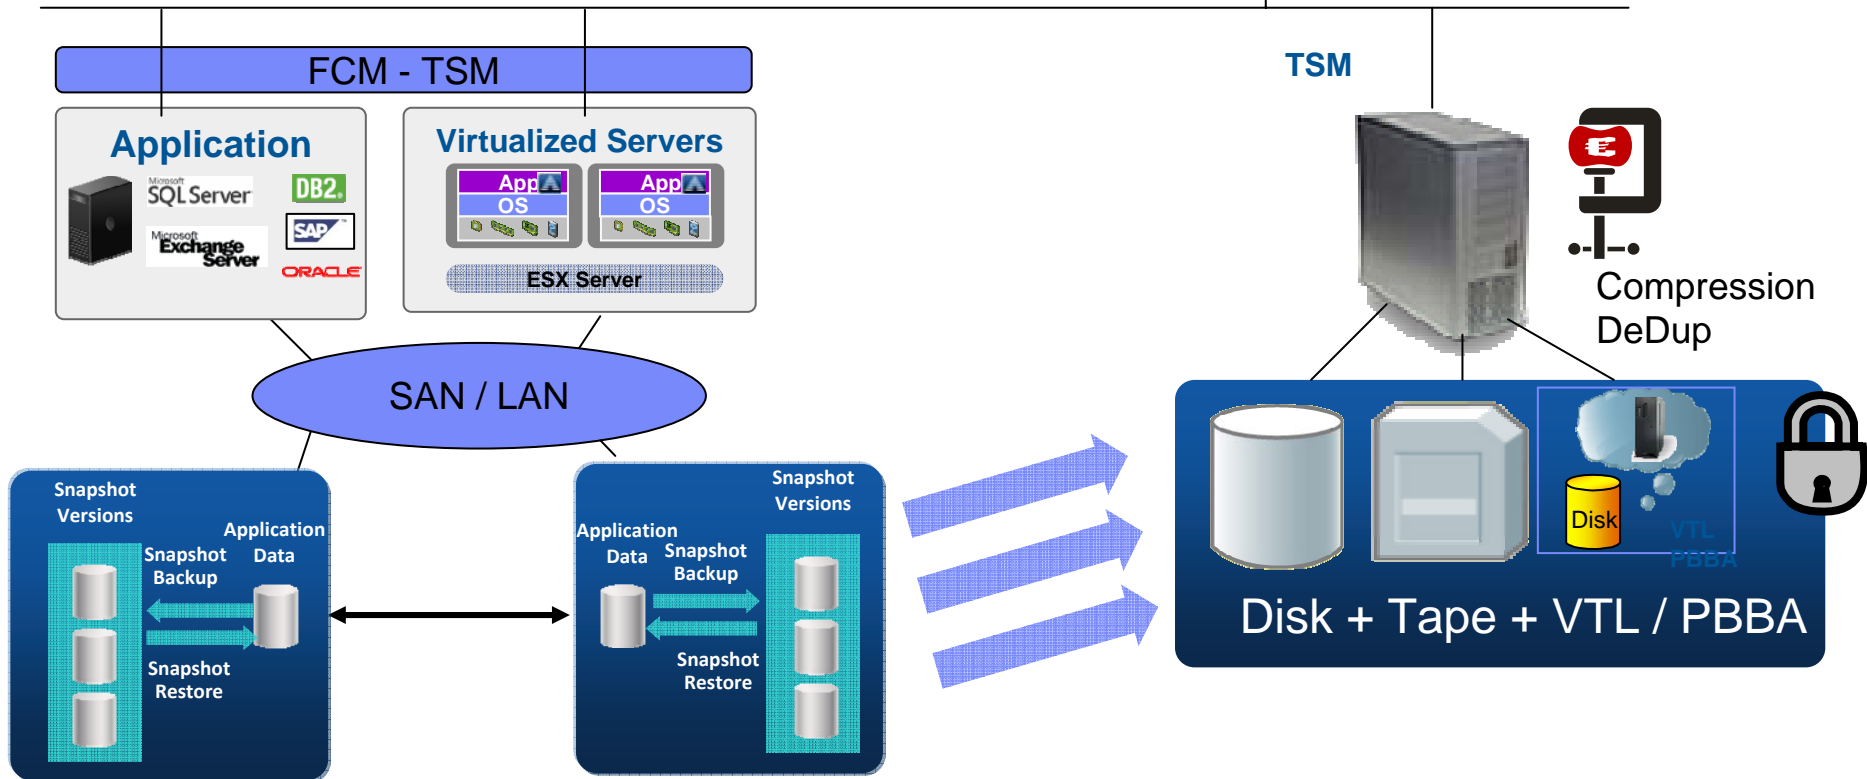 FCM - TSM
TSM
Application
Microsoft
SQL Server
DB2.
Microsoft
Exchange
Server
SAP
ORACLE
Virtualized Servers
App
OS
App
OS
ESX Server
Compression
DeDup
SAN / LAN
Snapshot
Versions
Application
Data
Snapshot
Backup
Snapshot
Restore
Snapshot
Versions
Application
Data
Snapshot
Backup
Snapshot
Restore
Disk
VTL
PBBA
Disk + Tape + VTL / PBBA